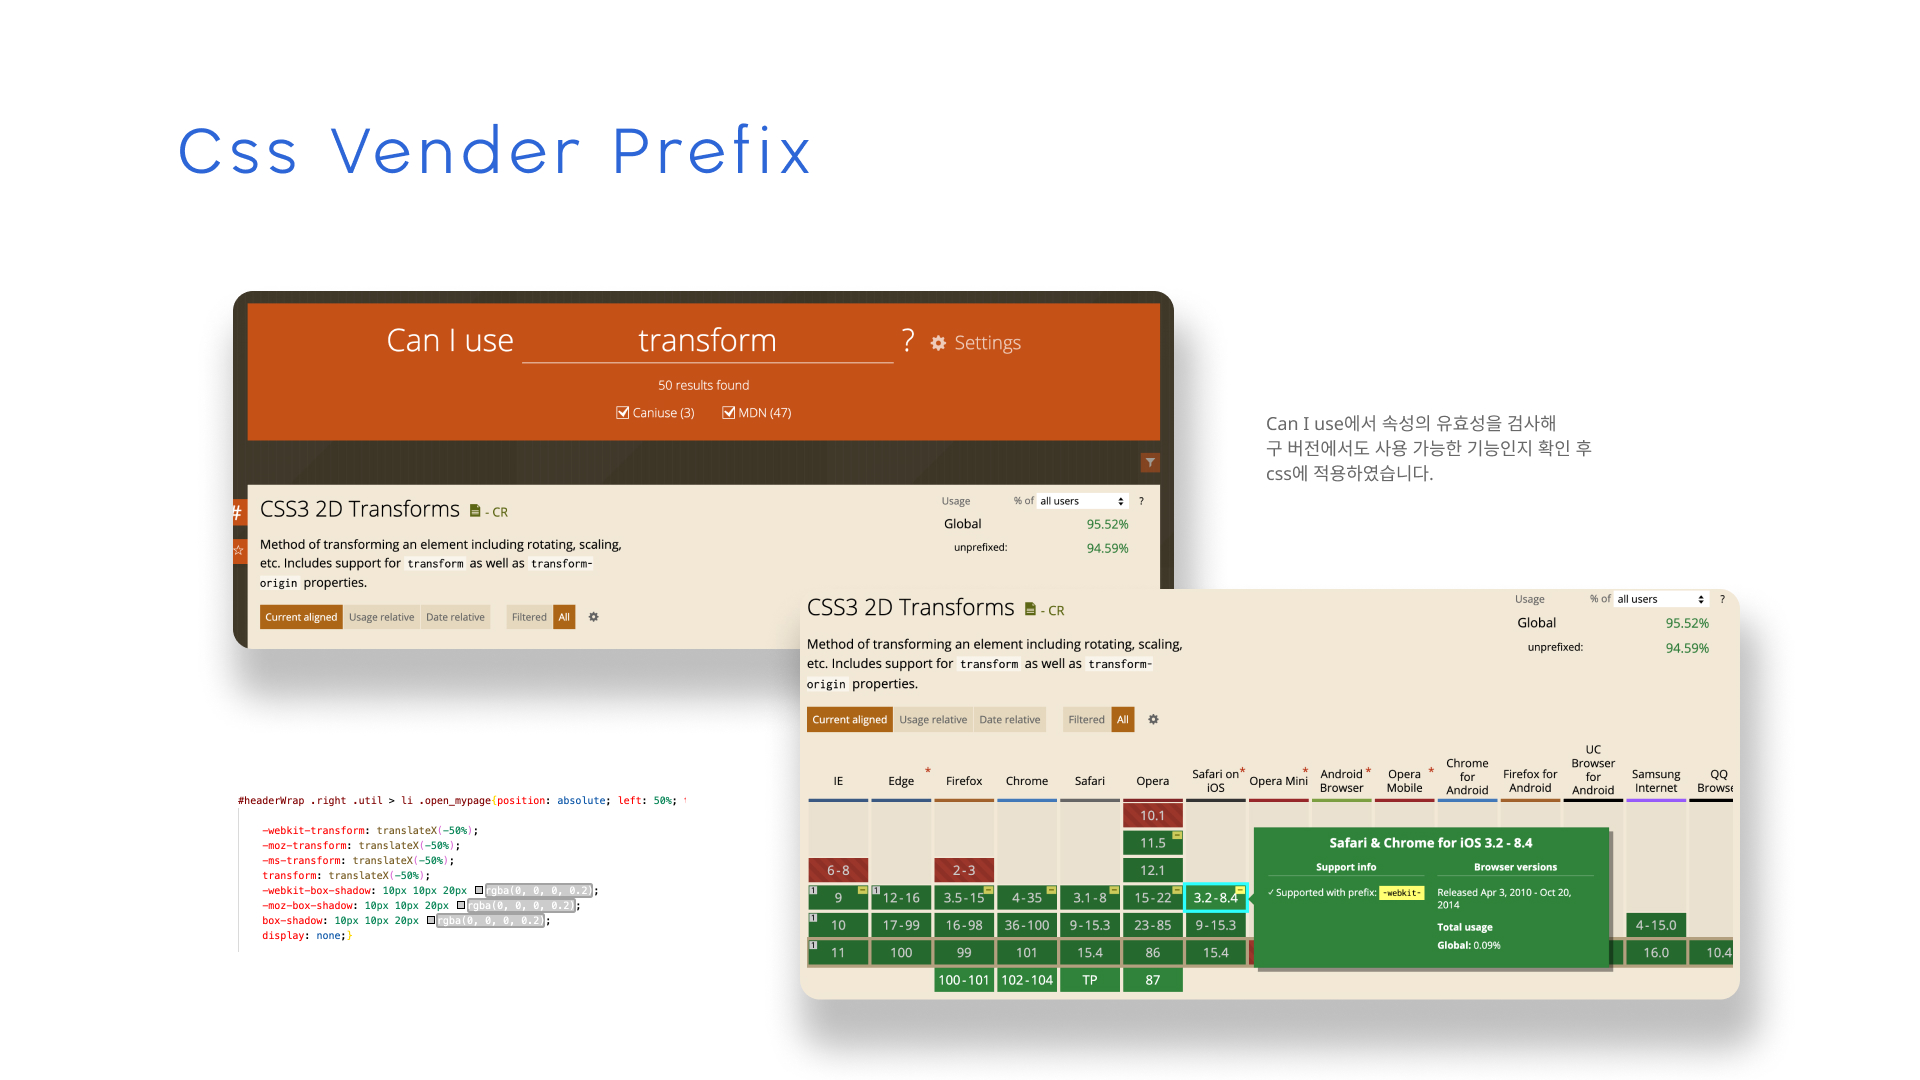 Css Vender Prefix
Can I use transform ? Settings
50 results found
Caniuse (3) MDN (47)
Can I use에서 속성의 유효성을 검사해
구 버전에서도 사용 가능한 기능인지 확인 후
css에 적용하였습니다.
#
CSS3 2D Transforms - CR
Usage % of all users ?
Global 95.52%
unprefixed: 94.59%
Method of transforming an element including rotating, scaling,
etc. Includes support for transform as well as transform-
origin properties.
Current aligned Usage relative Date relative Filtered All
CSS3 2D Transforms - CR
Usage % of all users ?
Global 95.52%
unprefixed: 94.59%
Method of transforming an element including rotating, scaling,
etc. Includes support for transform as well as transform-
origin properties.
Current aligned Usage relative Date relative Filtered All
IE Edge * Firefox Chrome Safari Opera Safari on iOS * Opera Mini * Android Browser * Opera Mobile * Chrome for Android Firefox for Android UC Browser for Android Samsung Internet QQ Browse
10.1
11.5
6-8 2-3 12.1
1 9 1 12-16 3.5-15 4-35 3.1-8 15-22 3.2-8.4
1 10 17-99 16-98 36-100 9-15.3 23-85 9-15.3 4-15.0
1 11 100 99 101 15.4 86 15.4 16.0 10.4
100-101 102-104 TP 87
Safari & Chrome for iOS 3.2 - 8.4
Support info Browser versions
✓ Supported with prefix: -webkit- Released Apr 3, 2010 - Oct 20,
2014
Total usage
Global: 0.09%
#headerWrap .right .util > li .open_mypage{position: absolute; left: 50%;
-webkit-transform: translateX(-50%);
-moz-transform: translateX(-50%);
-ms-transform: translateX(-50%);
transform: translateX(-50%);
-webkit-box-shadow: 10px 10px 20px rgba(0, 0, 0, 0.2);
-moz-box-shadow: 10px 10px 20px rgba(0, 0, 0, 0.2);
box-shadow: 10px 10px 20px rgba(0, 0, 0, 0.2);
display: none;}